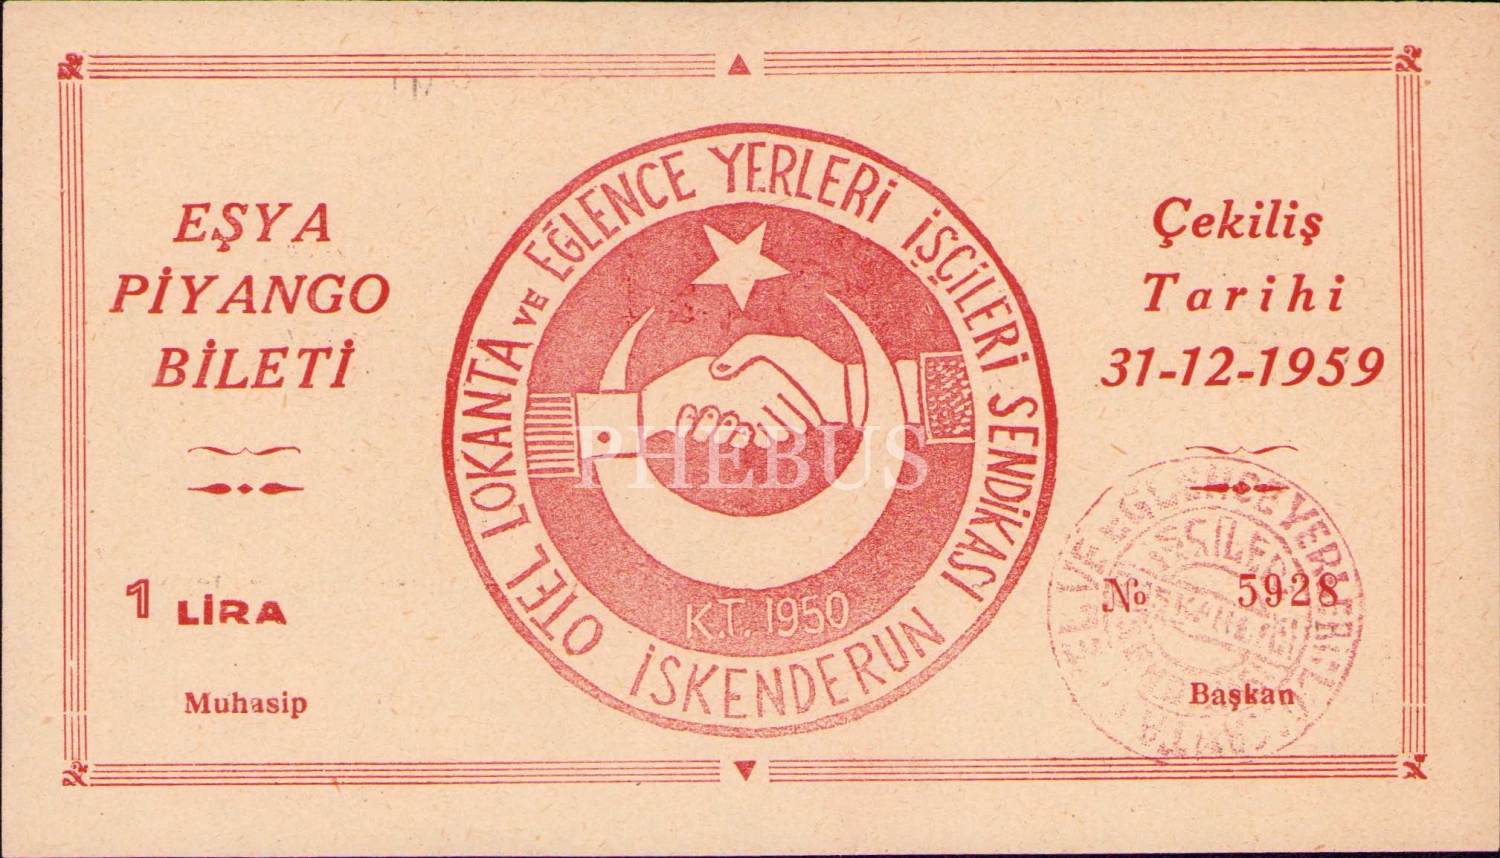 EŞYA
PİYANGO
BİLETİ
1 LİRA
Muhasip
OTEL LOKANTA VE EĞLENCE YERLERİ İŞÇİLERİ SENDİKASI
İSKENDERUN
K.T. 1950
PHEBUS
Çekiliş
Tarihi
31-12-1959
No 5928
Başkan